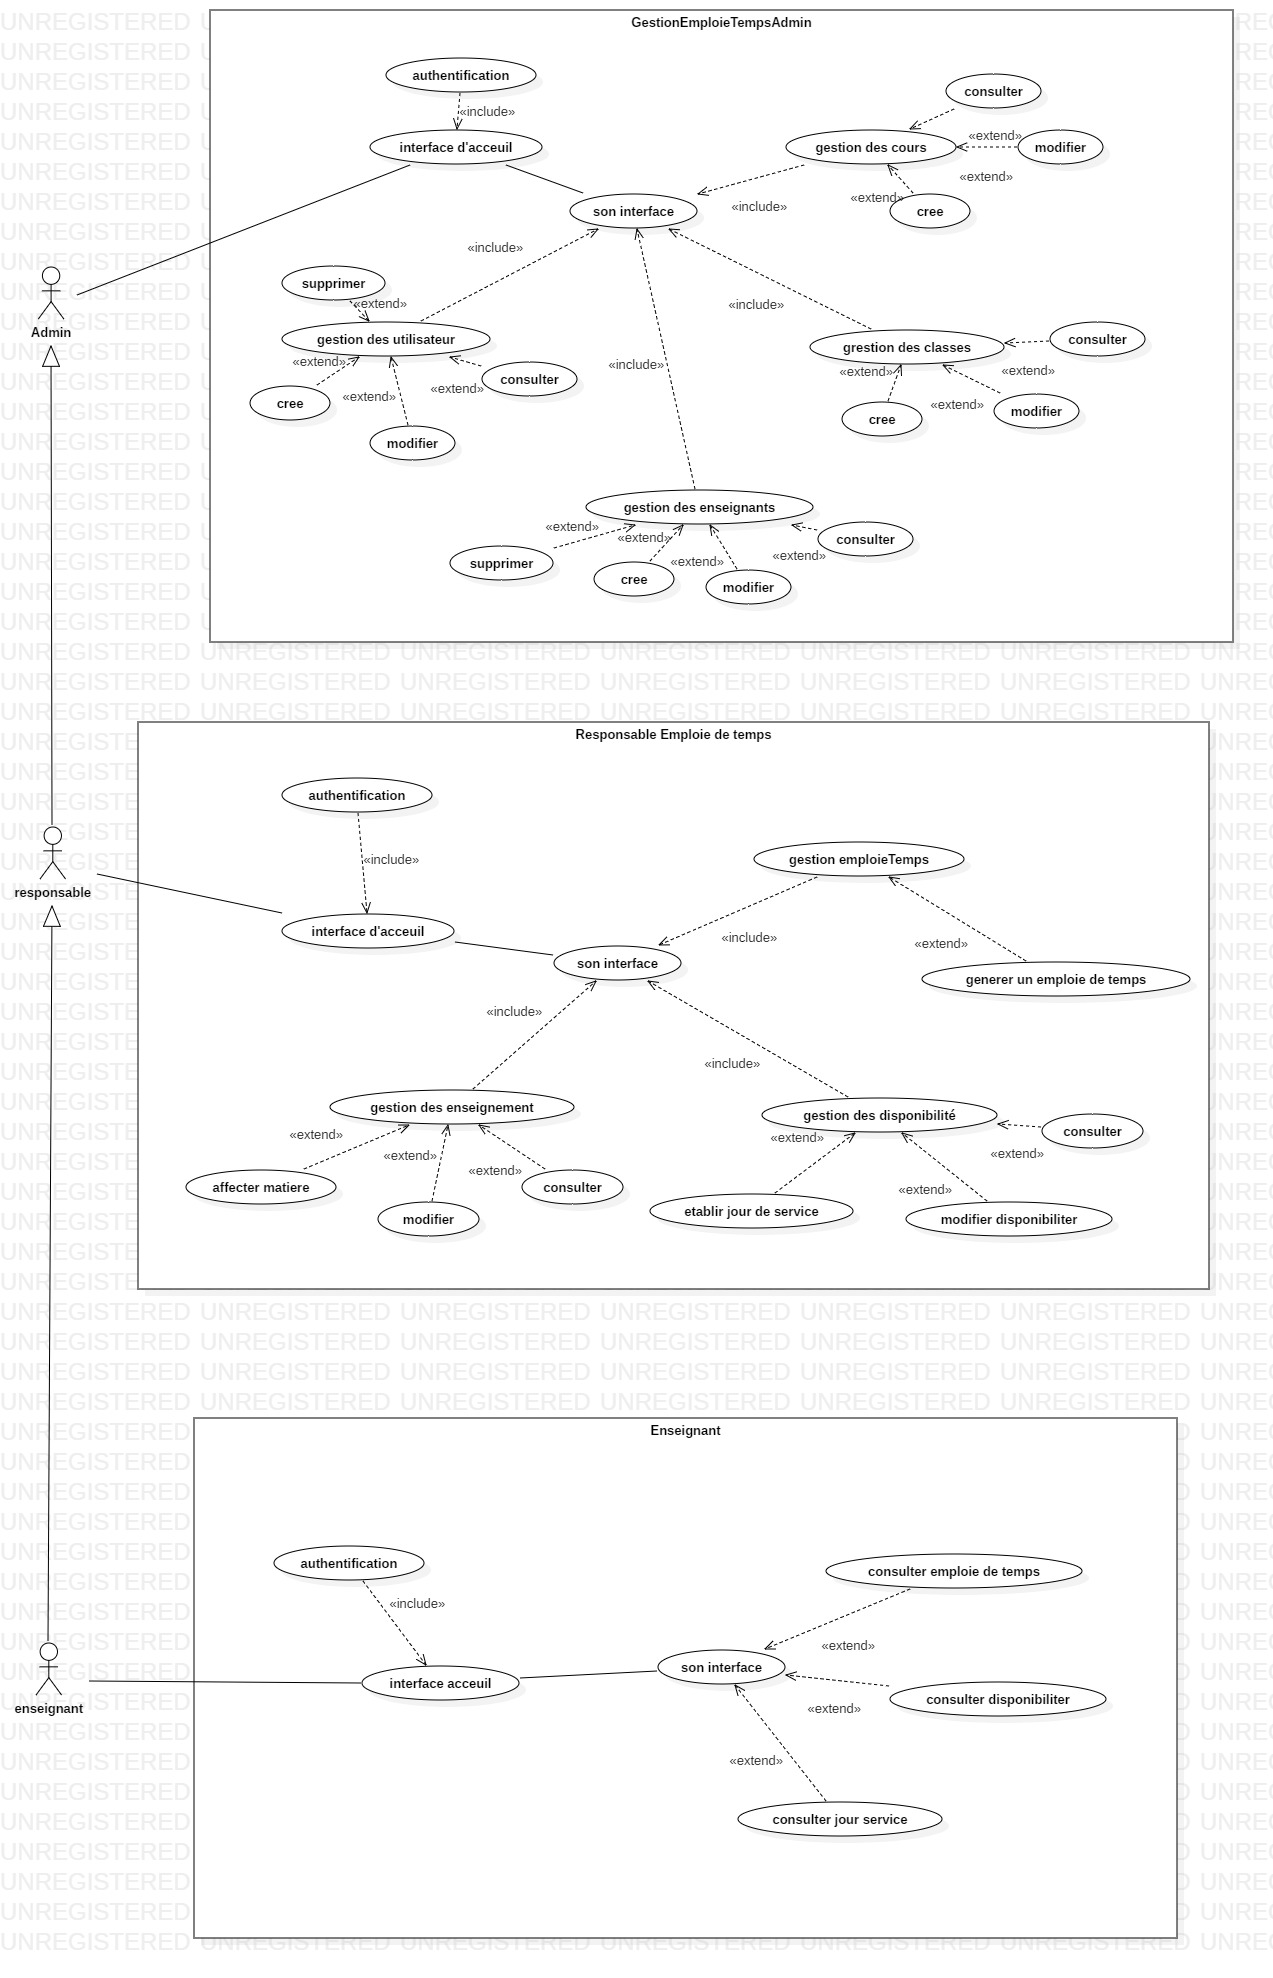 GestionEmploieTempsAdmin
authentification
«include»
interface d'acceuil
consulter
gestion des cours
«extend»
modifier
«extend»
«extend»
cree
son interface
«include»
«include»
Admin
supprimer
«extend»
gestion des utilisateur
«extend»
cree
«extend»
modifier
«extend»
consulter
«include»
«include»
grestion des classes
consulter
«extend»
«extend»
cree
«extend»
modifier
gestion des enseignants
«extend»
«extend»
consulter
«extend»
«extend»
supprimer
cree
modifier
Responsable Emploie de temps
authentification
«include»
gestion emploieTemps
responsable
interface d'acceuil
«include»
«extend»
son interface
generer un emploie de temps
«include»
«include»
gestion des enseignement
gestion des disponibilité
consulter
«extend»
«extend»
«extend»
«extend»
«extend»
«extend»
affecter matiere
consulter
modifier
etablir jour de service
modifier disponibiliter
Enseignant
authentification
consulter emploie de temps
«include»
«extend»
enseignant
interface acceuil
son interface
consulter disponibiliter
«extend»
«extend»
consulter jour service
UNREGISTERED